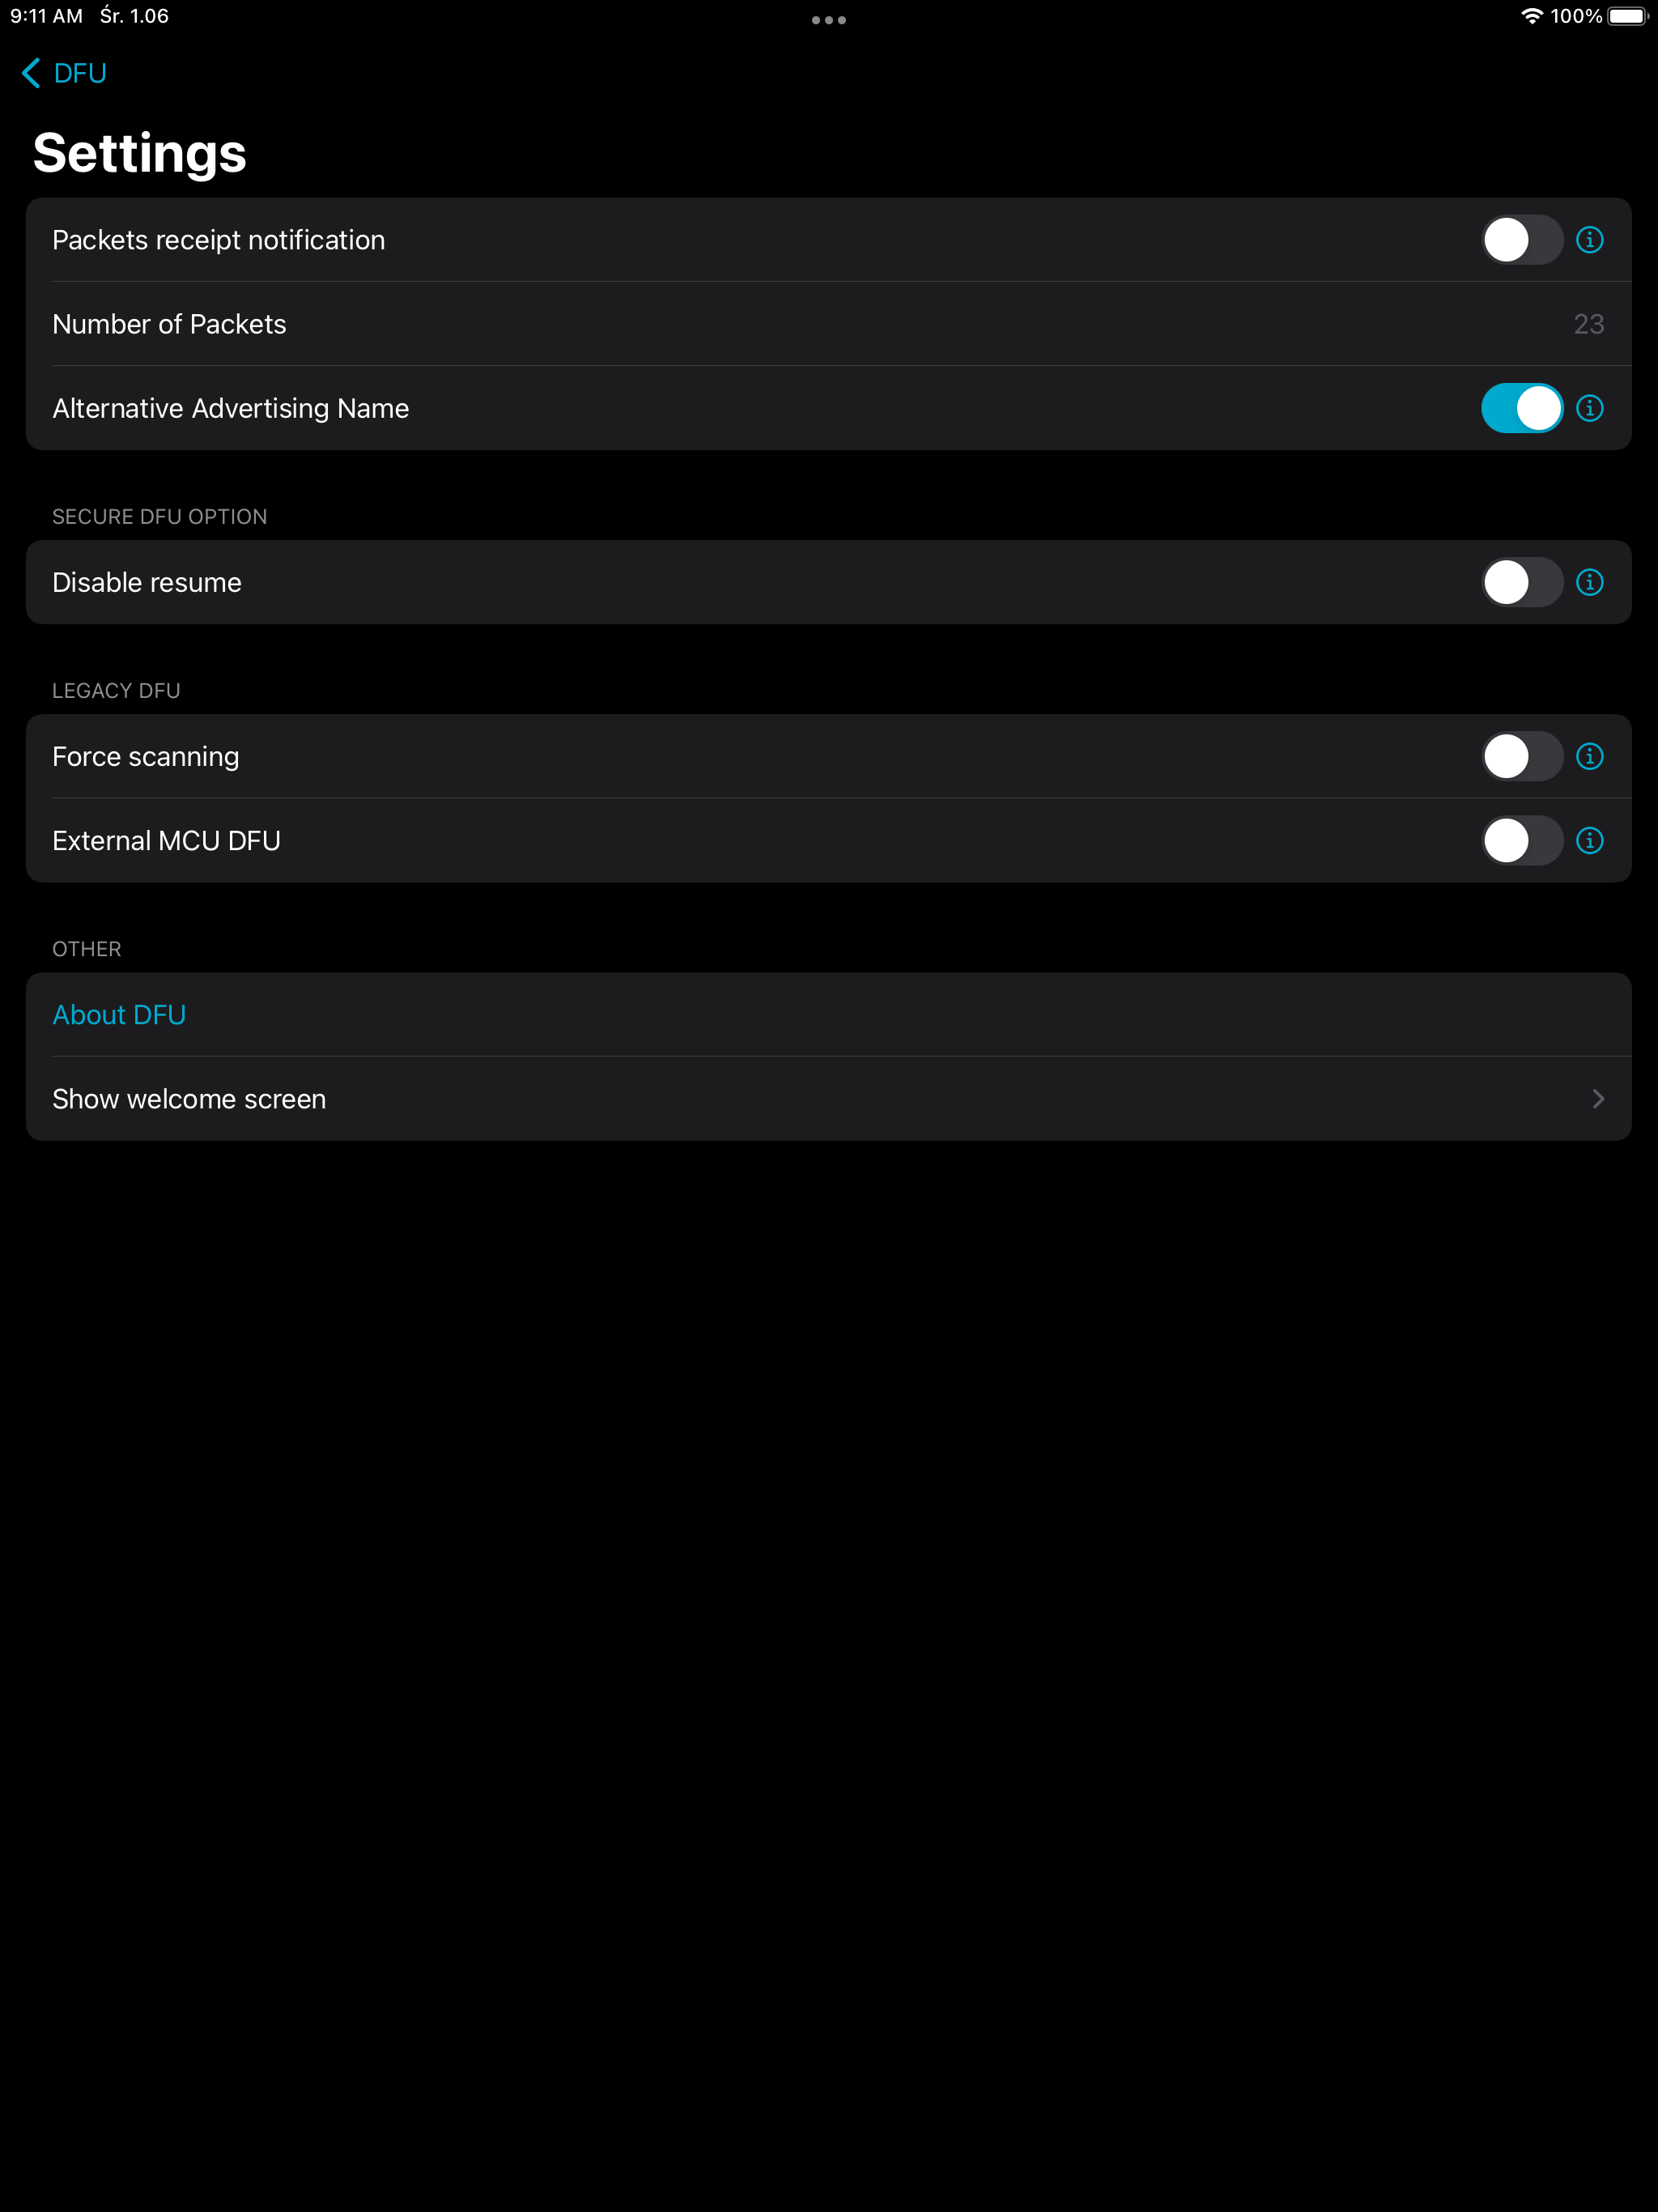 9:11 AM Śr. 1.06 100%
DFU
Settings
Packets receipt notification
Number of Packets 23
Alternative Advertising Name
SECURE DFU OPTION
Disable resume
LEGACY DFU
Force scanning
External MCU DFU
OTHER
About DFU
Show welcome screen